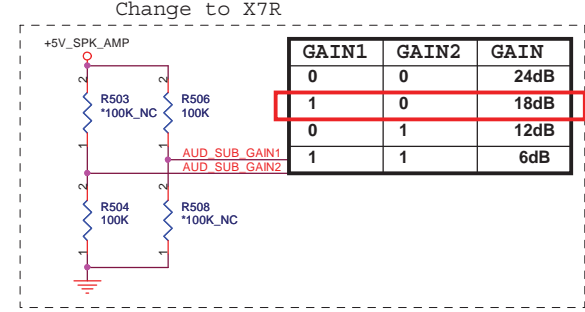 Change to X7R
+5V_SPK_AMP
GAIN1 GAIN2 GAIN
0 0 24dB
1 0 18dB
0 1 12dB
1 1 6dB
2 2
R503 R506
*100K_NC 100K
1 1
AUD_SUB_GAIN1
AUD_SUB_GAIN2
2 2
R504 R508
100K *100K_NC
1 1